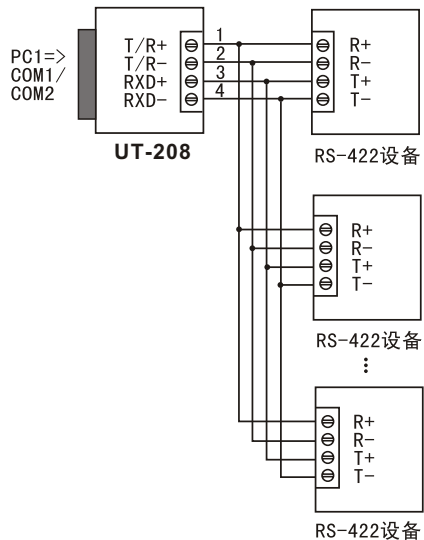 PC1=>
COM1/
COM2
T/R+
T/R-
RXD+
RXD-
1
2
3
4
UT-208
R+
R-
T+
T-
RS-422设备
R+
R-
T+
T-
RS-422设备
R+
R-
T+
T-
RS-422设备